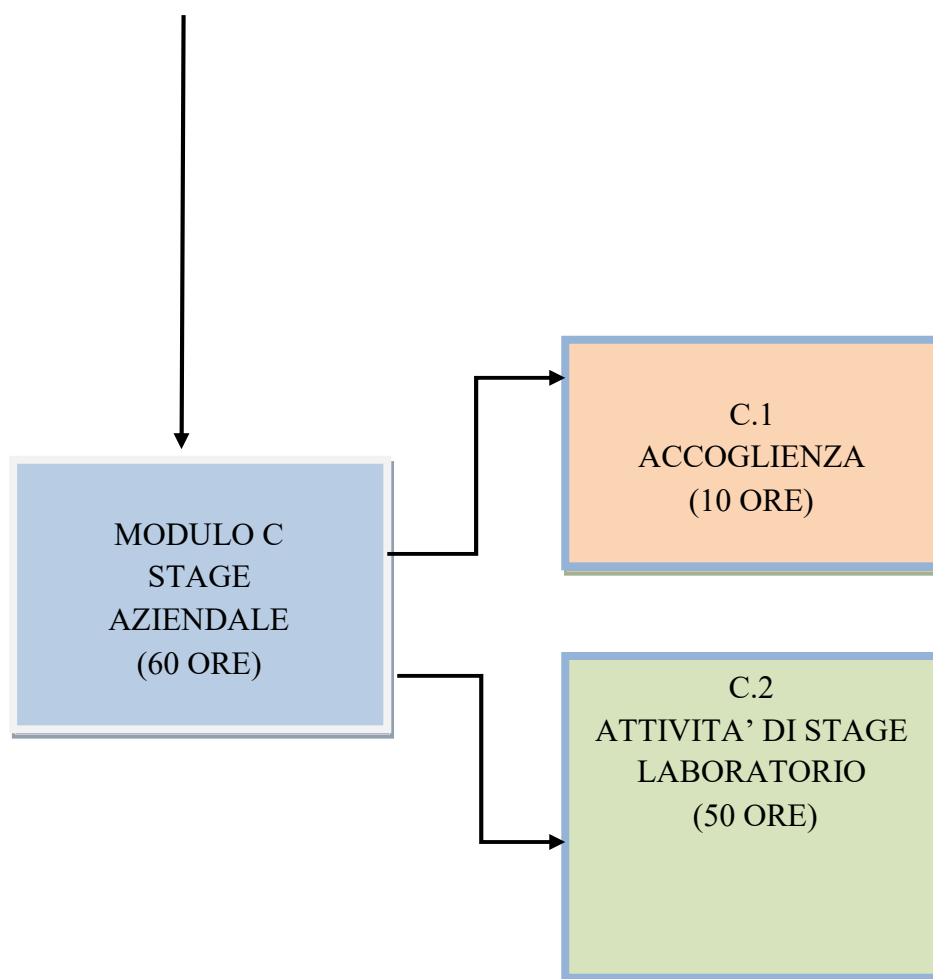 MODULO C
STAGE
AZIENDALE
(60 ORE)
C.1
ACCOGLIENZA
(10 ORE)
C.2
ATTIVITA’ DI STAGE
LABORATORIO
(50 ORE)